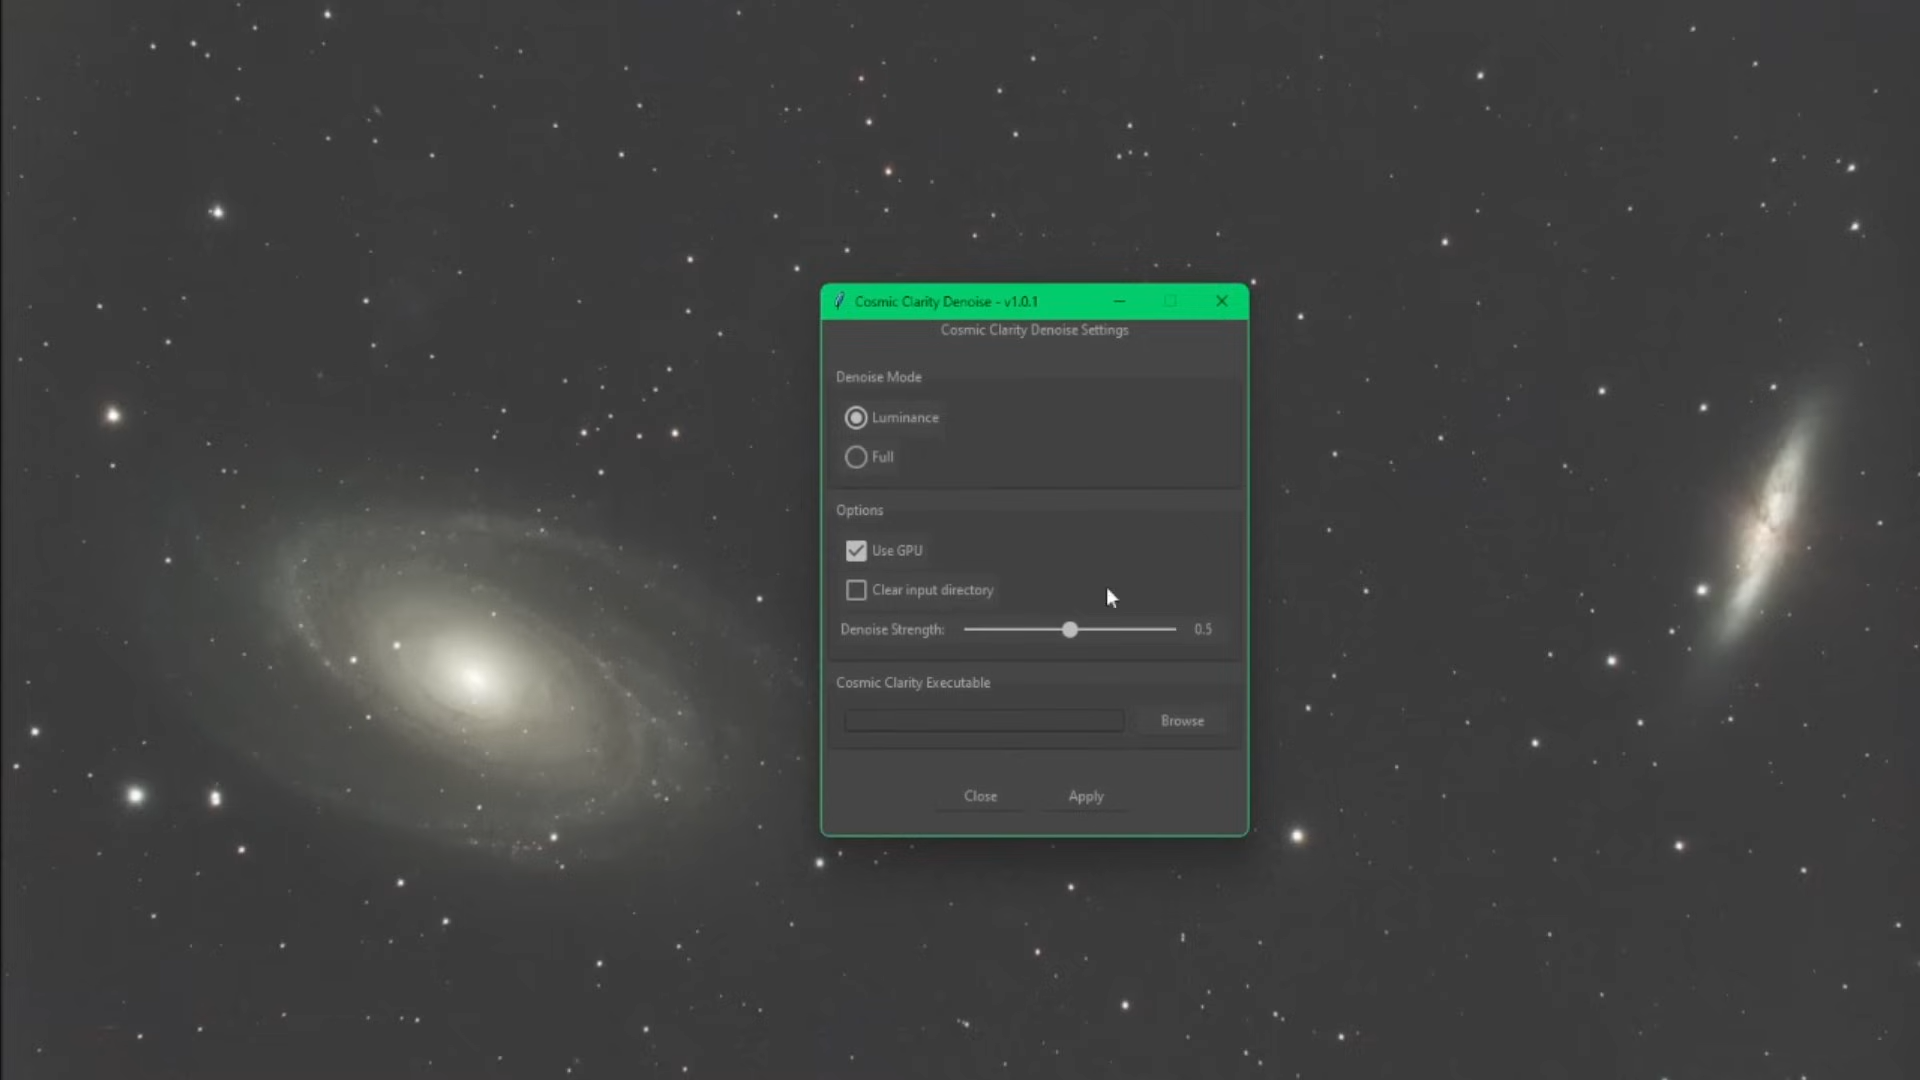 Cosmic Clarity Denoise - v1.0.1
Cosmic Clarity Denoise Settings
Denoise Mode
Luminance
Full
Options
Use GPU
Clear input directory
Denoise Strength: 0.5
Cosmic Clarity Executable
Browse
Close Apply